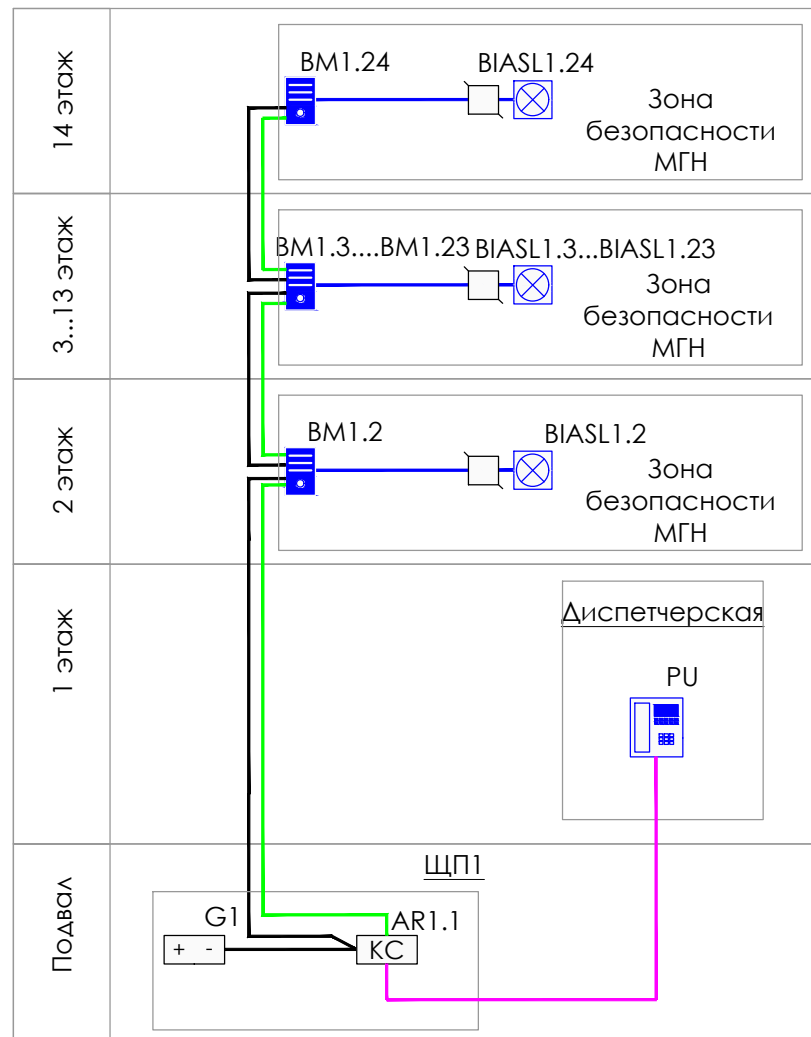 14 этаж
BM1.24
BIASL1.24
Зона
безопасности
МГН
3...13 этаж
BM1.3....BM1.23
BIASL1.3...BIASL1.23
Зона
безопасности
МГН
2 этаж
BM1.2
BIASL1.2
Зона
безопасности
МГН
1 этаж
Диспетчерская
PU
Подвал
ЩП1
G1
+ -
AR1.1
КС